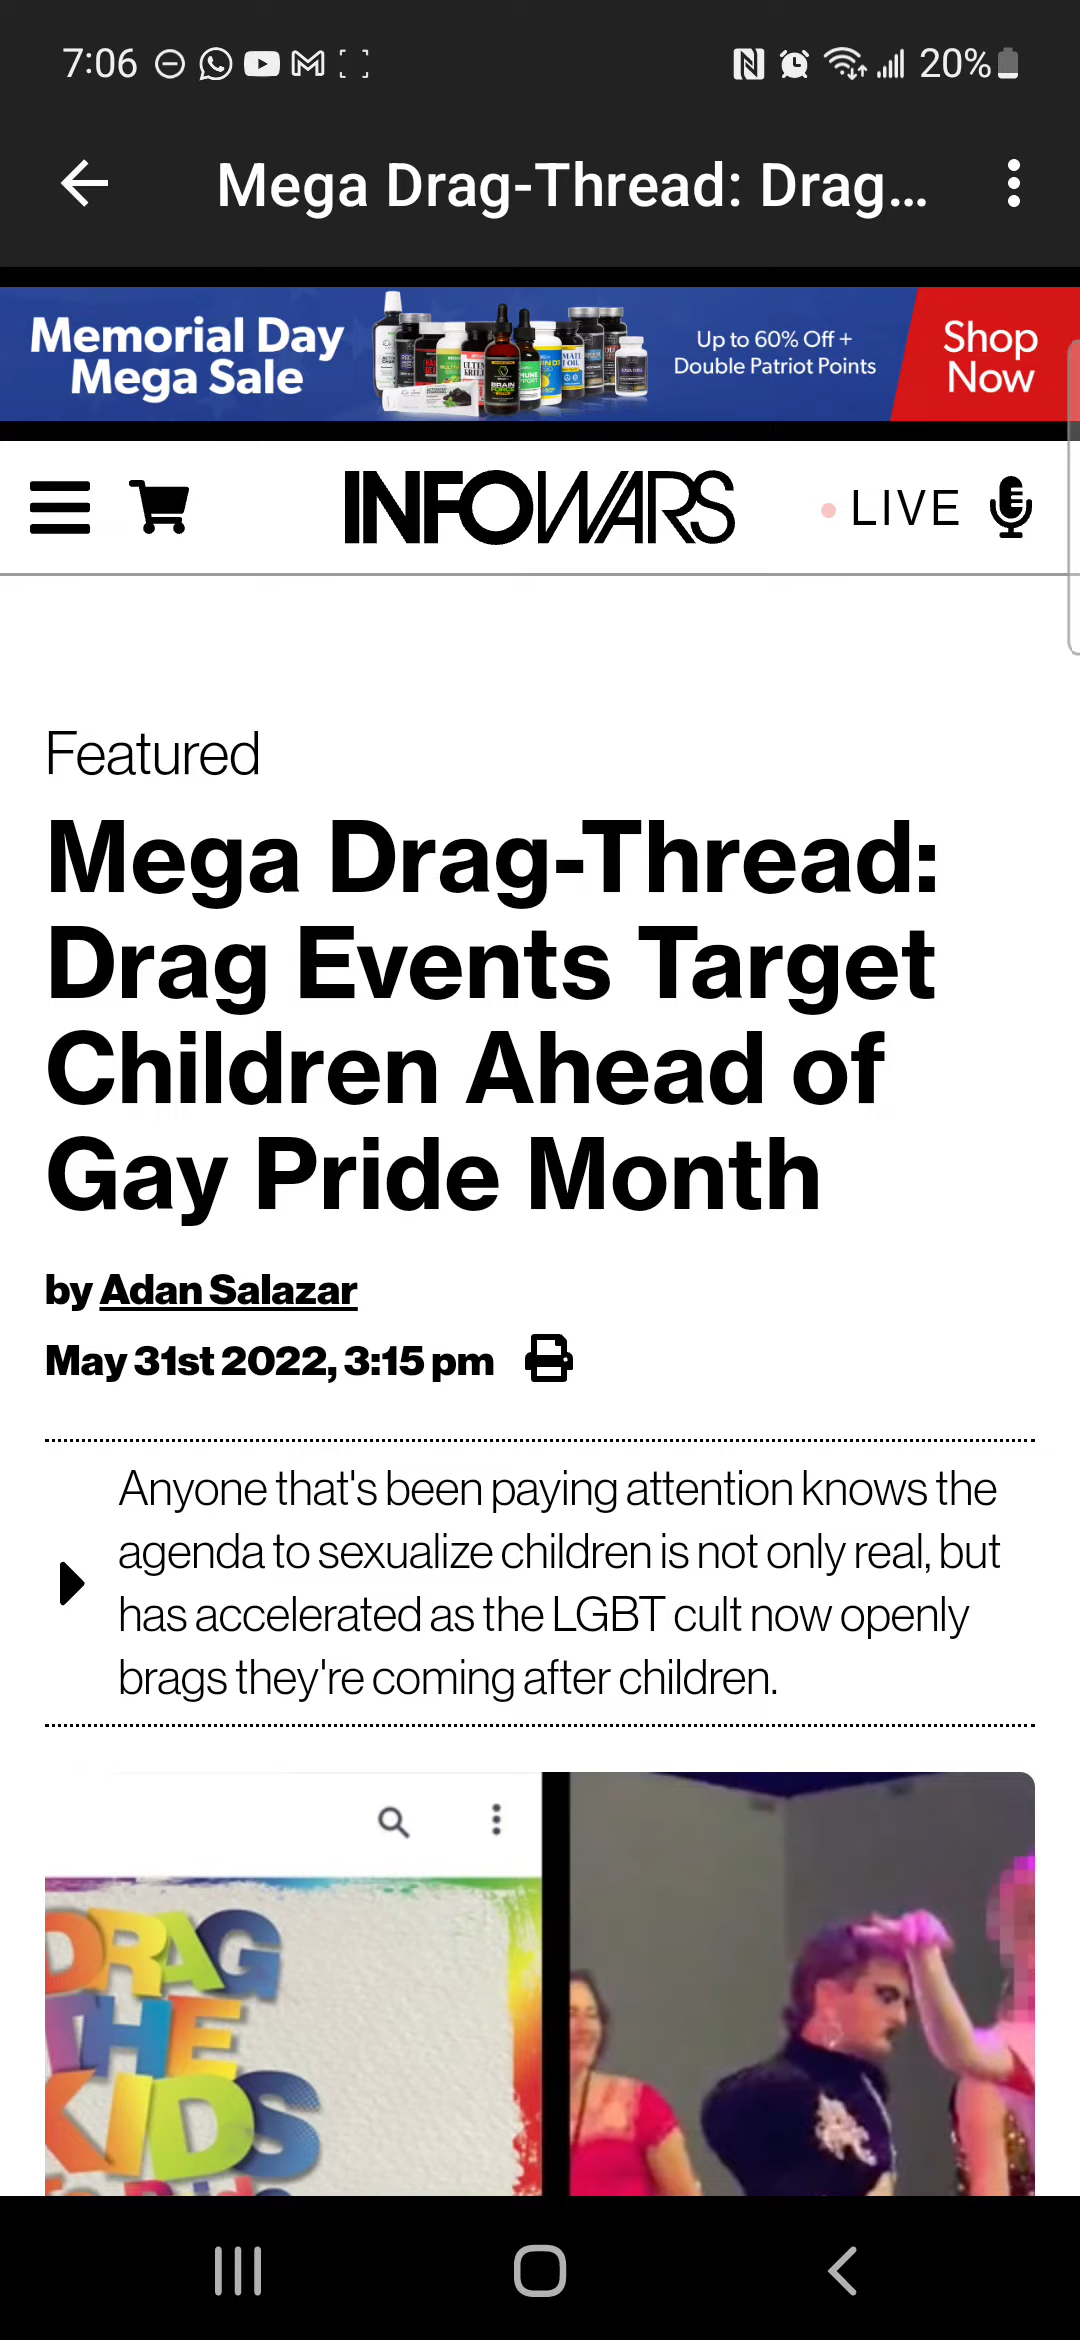 7:06
20%
Mega Drag-Thread: Drag...
Memorial Day
Mega Sale
Up to 60% Off +
Double Patriot Points
Shop
Now
INFOWARS
LIVE
Featured
Mega Drag-Thread:
Drag Events Target
Children Ahead of
Gay Pride Month
by Adan Salazar
May 31st 2022, 3:15 pm
Anyone that's been paying attention knows the
agenda to sexualize children is not only real, but
has accelerated as the LGBT cult now openly
brags they're coming after children.
DRAG
THE
KIDS